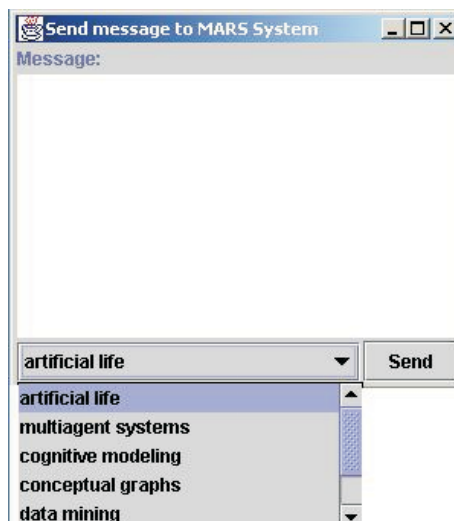 Send message to MARS System
Message:
artificial life
Send
artificial life
multiagent systems
cognitive modeling
conceptual graphs
data mining